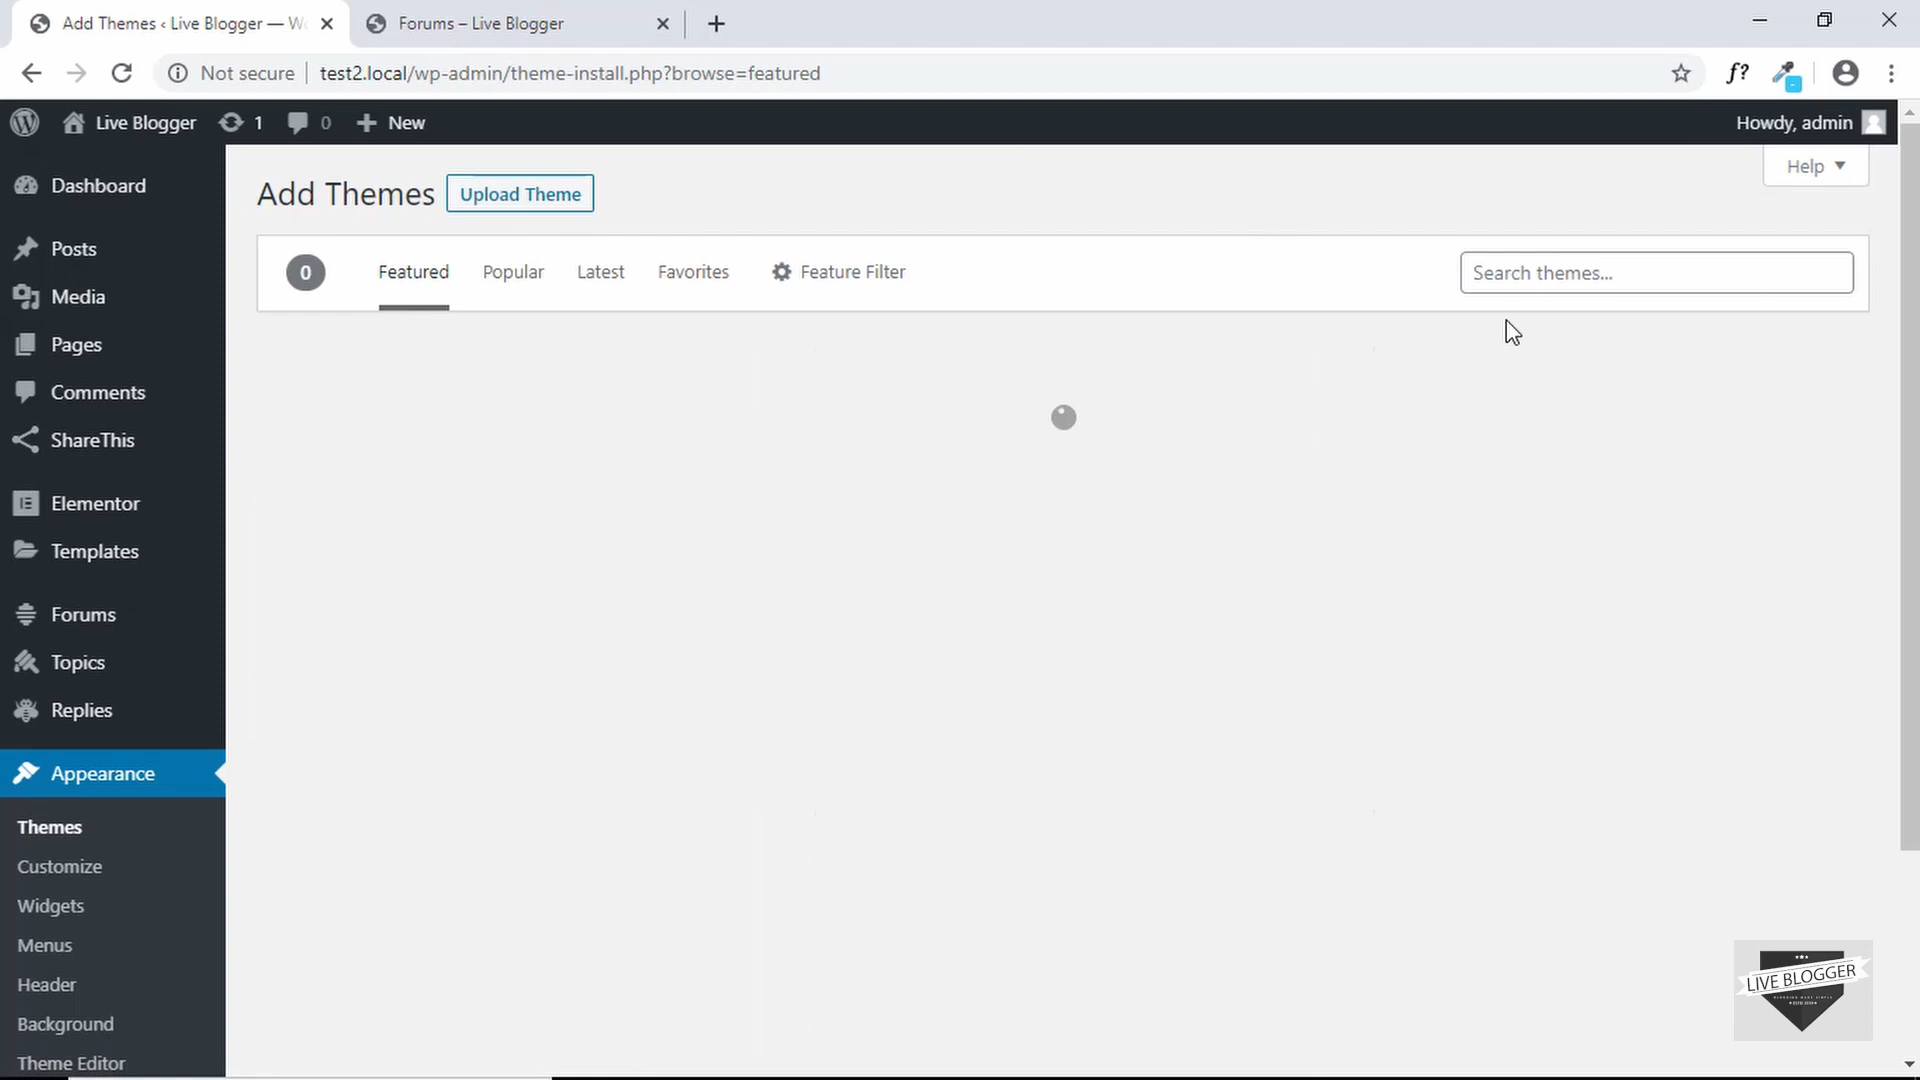 Add Themes ‹ Live Blogger — W
Forums – Live Blogger
Not secure
test2.local/wp-admin/theme-install.php?browse=featured
f?
Live Blogger
1
0
New
Howdy, admin
Help
Dashboard
Posts
Media
Pages
Comments
ShareThis
Elementor
Templates
Forums
Topics
Replies
Appearance
Themes
Customize
Widgets
Menus
Header
Background
Theme Editor
Add Themes
Upload Theme
0
Featured
Popular
Latest
Favorites
Feature Filter
Search themes...
LIVE BLOGGER